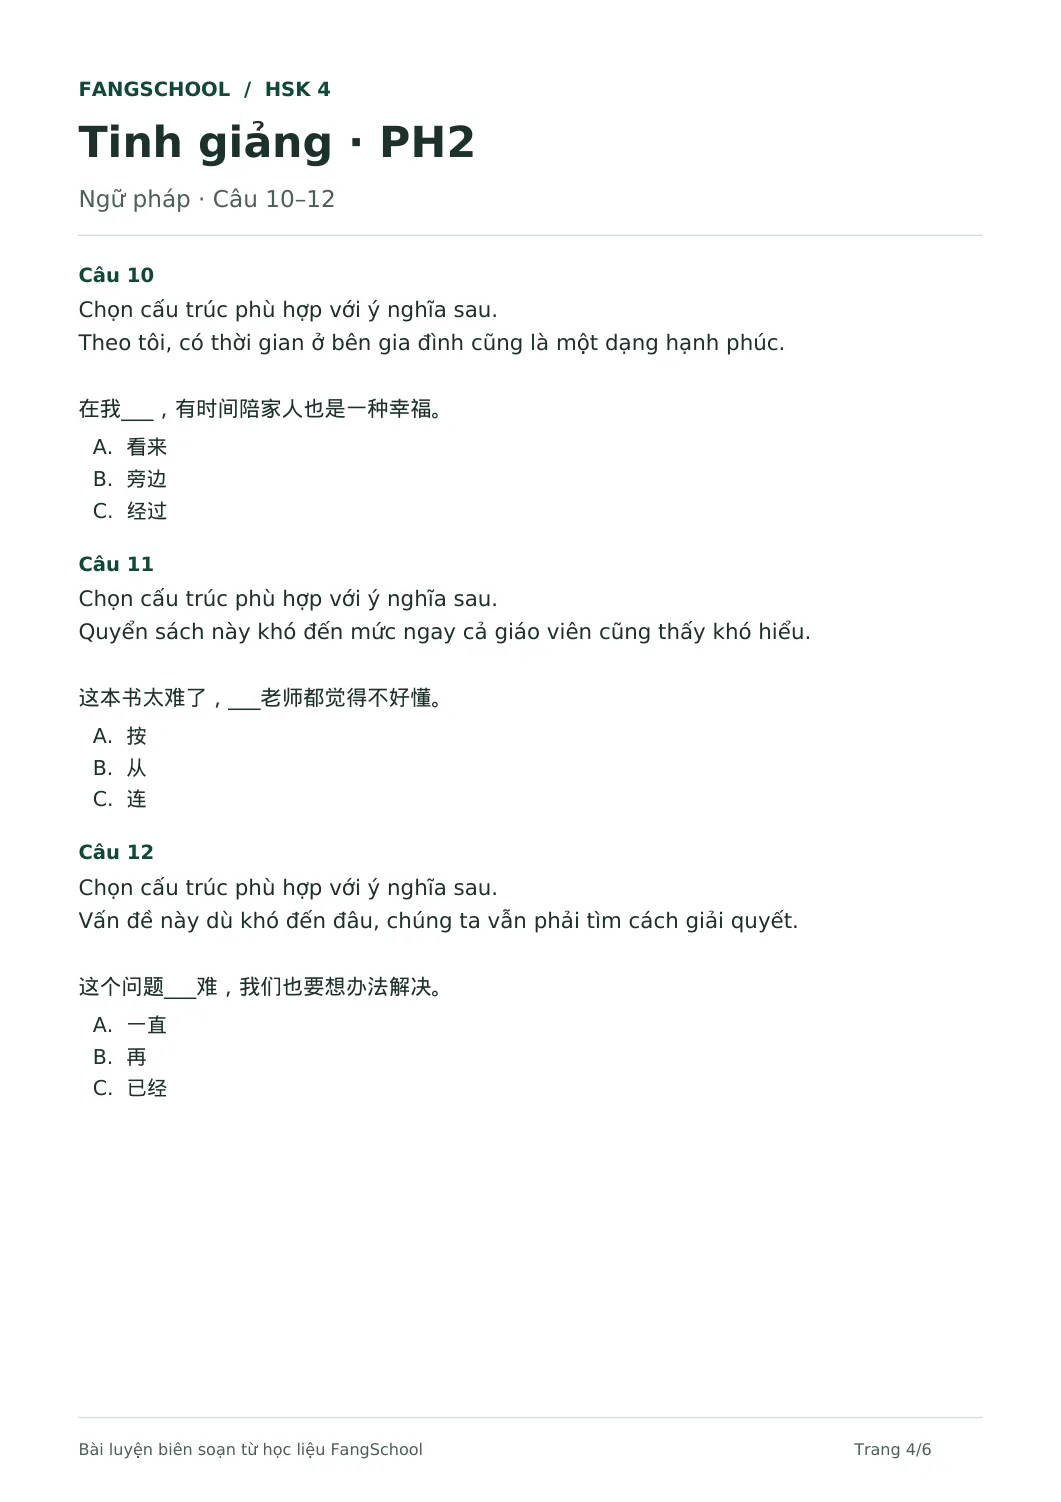 FANGSCHOOL / HSK 4
Tinh giảng · PH2
Ngữ pháp · Câu 10–12
Câu 10
Chọn cấu trúc phù hợp với ý nghĩa sau.
Theo tôi, có thời gian ở bên gia đình cũng là một dạng hạnh phúc.
在我___，有时间陪家人也是一种幸福。
A. 看来
B. 旁边
C. 经过
Câu 11
Chọn cấu trúc phù hợp với ý nghĩa sau.
Quyển sách này khó đến mức ngay cả giáo viên cũng thấy khó hiểu.
这本书太难了，___老师都觉得不好懂。
A. 按
B. 从
C. 连
Câu 12
Chọn cấu trúc phù hợp với ý nghĩa sau.
Vấn đề này dù khó đến đâu, chúng ta vẫn phải tìm cách giải quyết.
这个问题___难，我们也要想办法解决。
A. 一直
B. 再
C. 已经
Bài luyện biên soạn từ học liệu FangSchool
Trang 4/6